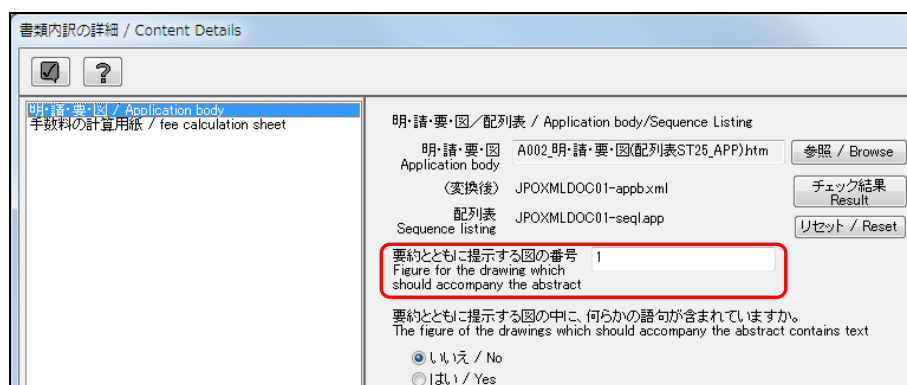 書類内訳の詳細 / Content Details
?
明・請・要・図 / Application body
手数料の計算用紙 / fee calculation sheet
明・請・要・図／配列表 / Application body/Sequence Listing
明・請・要・図 A002_明・請・要・図(配列表ST25_APP).htm 参照 / Browse
Application body
(変換後) JPOXMLDOC01-appb.xml チェック結果
Result
配列表 JPOXMLDOC01-seql.app
Sequence listing リセット / Reset
要約とともに提示する図の番号 1
Figure for the drawing which
should accompany the abstract
要約とともに提示する図の中に、何らかの語句が含まれていますか。
The figure of the drawings which should accompany the abstract contains text
いいえ / No
はい / Yes